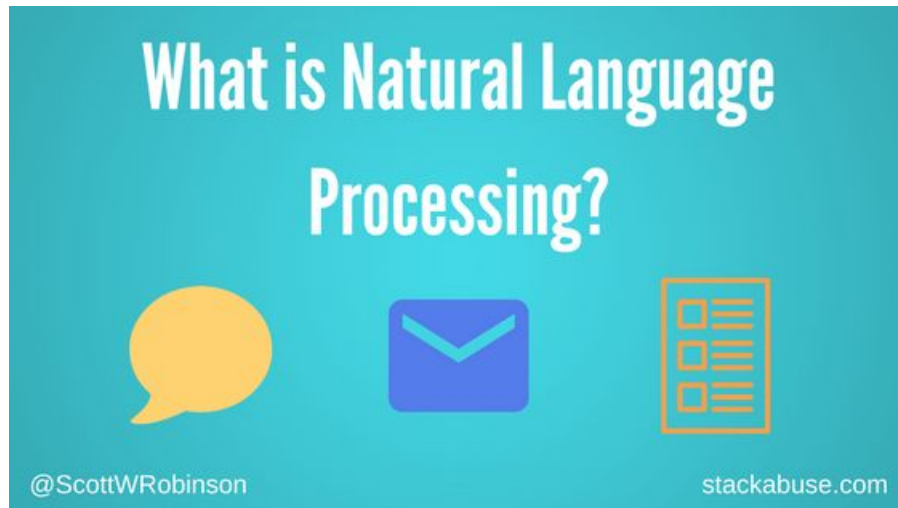 What is Natural Language
Processing?
@ScottWRobinson
stackabuse.com